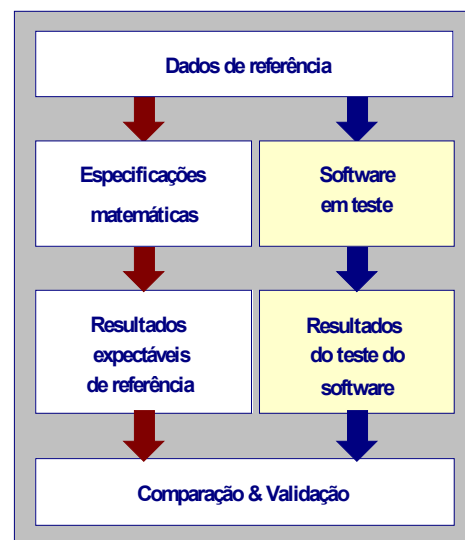 Dados de referência
Especificações
matemáticas
Software
em teste
Resultados
expectáveis
de referência
Resultados
do teste do
software
Comparação & Validação